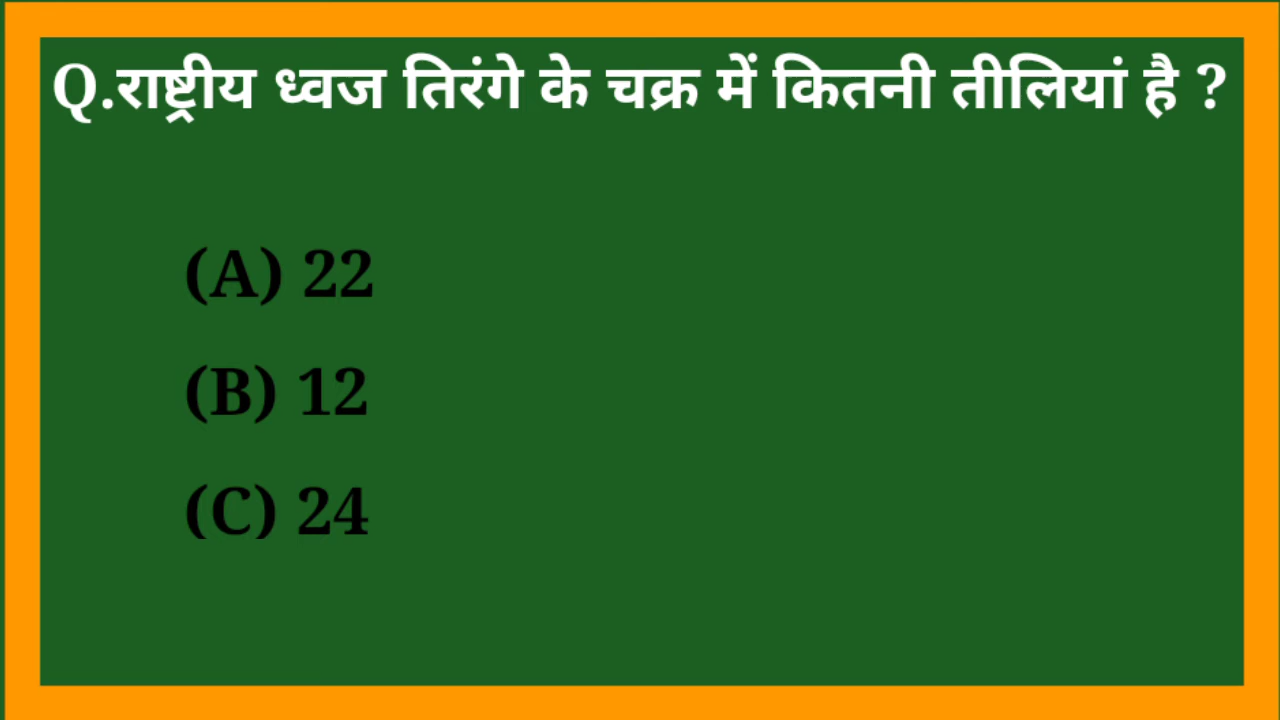 Q.राष्ट्रीय ध्वज तिरंगे के चक्र में कितनी तीलियां है ?
(A) 22
(B) 12
(C) 24